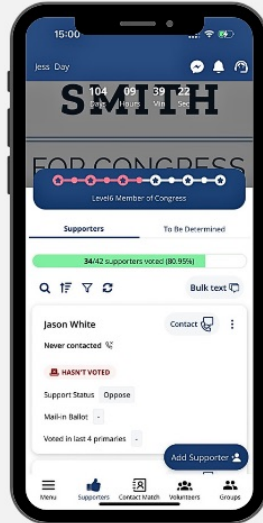 15:00
Jess Day
SMITH
104 09 39 22
Days Hours Min Sec
FOR CONGRESS
Level6 Member of Congress
Supporters To Be Determined
34/42 supporters voted (80.95%)
Bulk text
Jason White Contact
Never contacted
HASN'T VOTED
Support Status Oppose
Mail-in Ballot -
Voted in last 4 primaries -
Add Supporter
Menu Supporters Contact Match Volunteers Groups